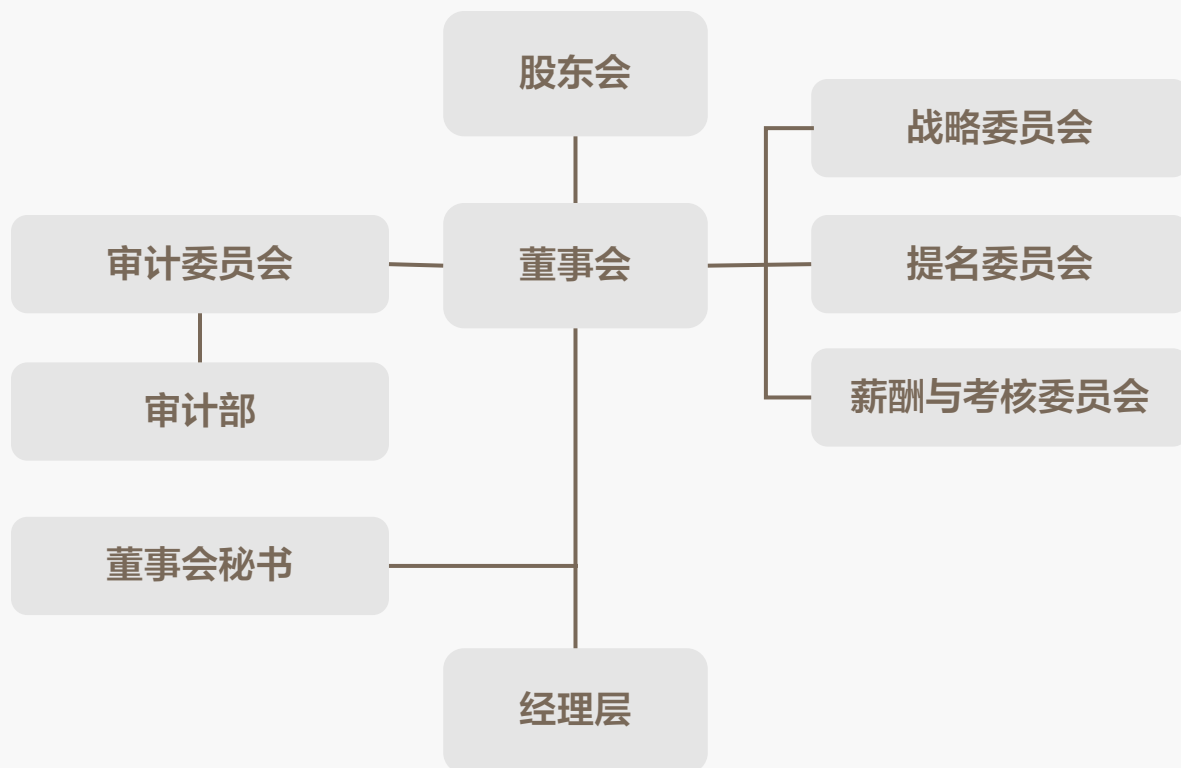 股东会
战略委员会
审计委员会
董事会
提名委员会
薪酬与考核委员会
审计部
董事会秘书
经理层